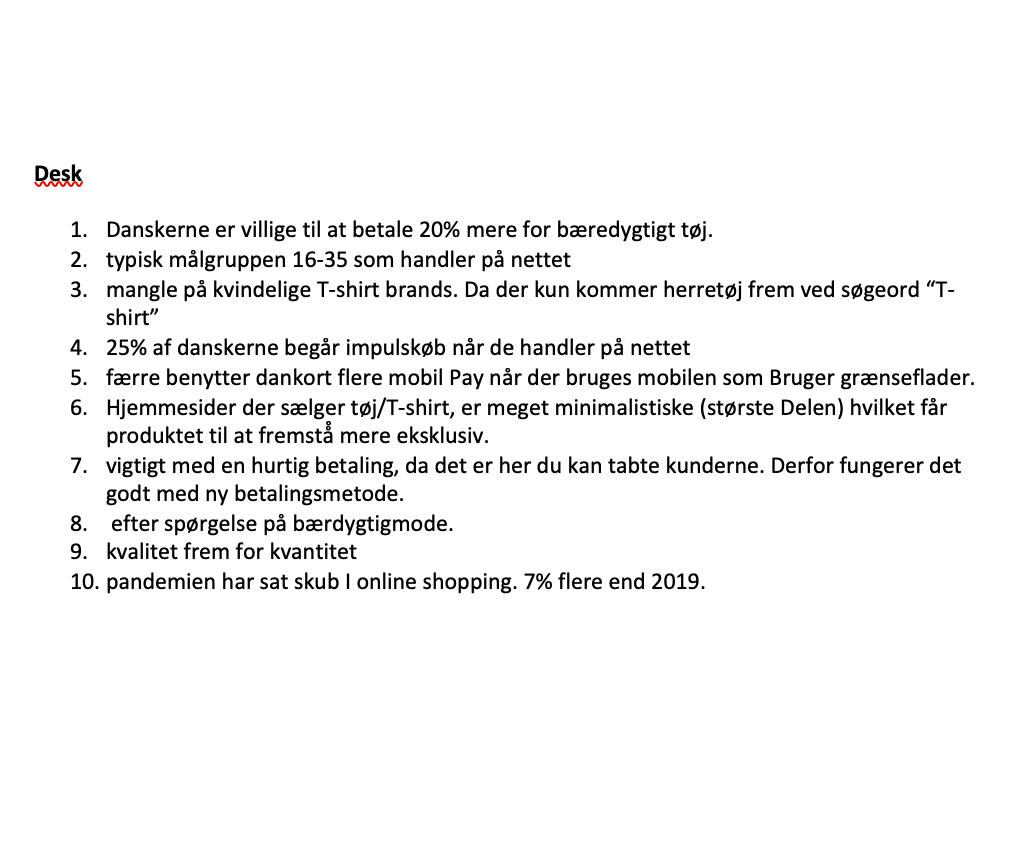 Desk
1. Danskerne er villige til at betale 20% mere for bæredygtigt tøj.
2. typisk målgruppen 16-35 som handler på nettet
3. mangle på kvindelige T-shirt brands. Da der kun kommer herretøj frem ved søgeord “T-
shirt”
4. 25% af danskerne begår impulskøb når de handler på nettet
5. færre benytter dankort flere mobil Pay når der bruges mobilen som Bruger grænseflader.
6. Hjemmesider der sælger tøj/T-shirt, er meget minimalistiske (største Delen) hvilket får
produktet til at fremstå mere eksklusiv.
7. vigtigt med en hurtig betaling, da det er her du kan tabte kunderne. Derfor fungerer det
godt med ny betalingsmetode.
8. efter spørgelse på bærdygtigmode.
9. kvalitet frem for kvantitet
10. pandemien har sat skub I online shopping. 7% flere end 2019.